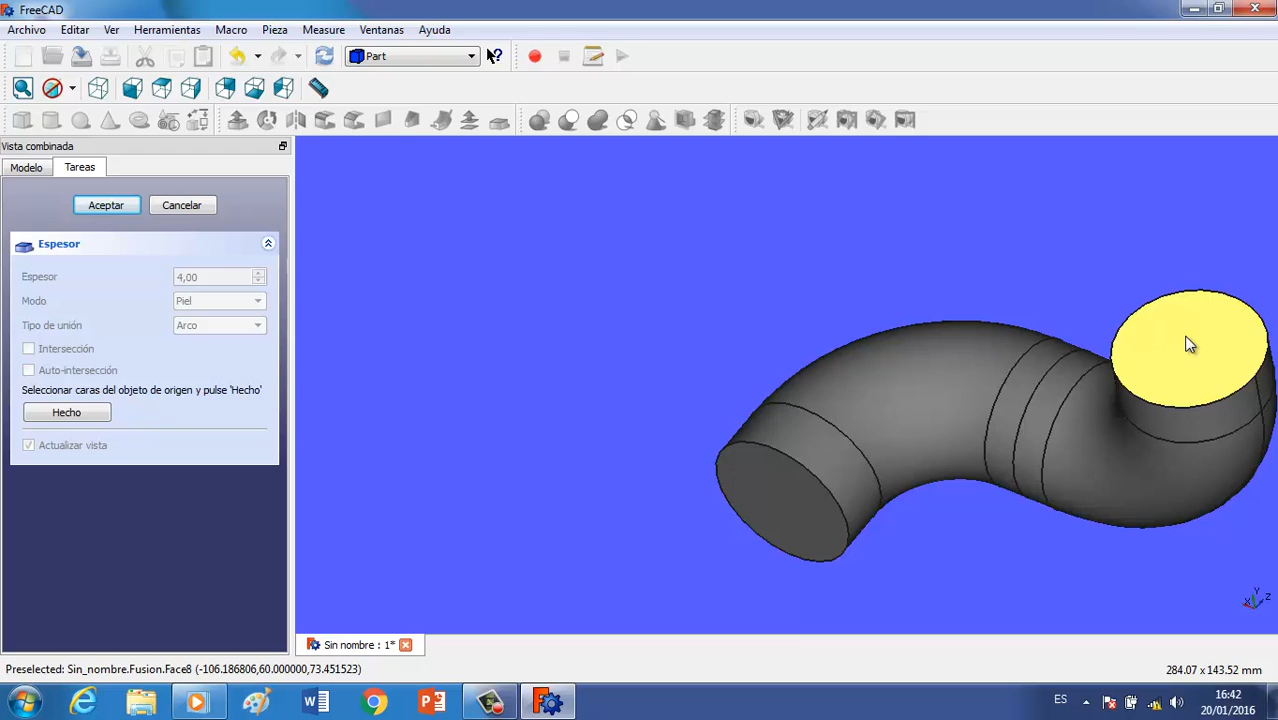 FreeCAD
Archivo Editar Ver Herramientas Macro Pieza Measure Ventanas Ayuda
Part
Vista combinada
Modelo Tareas
Aceptar Cancelar
Espesor
Espesor 4,00
Modo Piel
Tipo de unión Arco
Intersección
Auto-intersección
Seleccionar caras del objeto de origen y pulse 'Hecho'
Hecho
Actualizar vista
Y
X Z
Sin nombre : 1*
Preselected: Sin_nombre.Fusion.Face8 (-106.186806,60.000000,73.451523) 284.07 x 143.52 mm
ES 16:42
20/01/2016